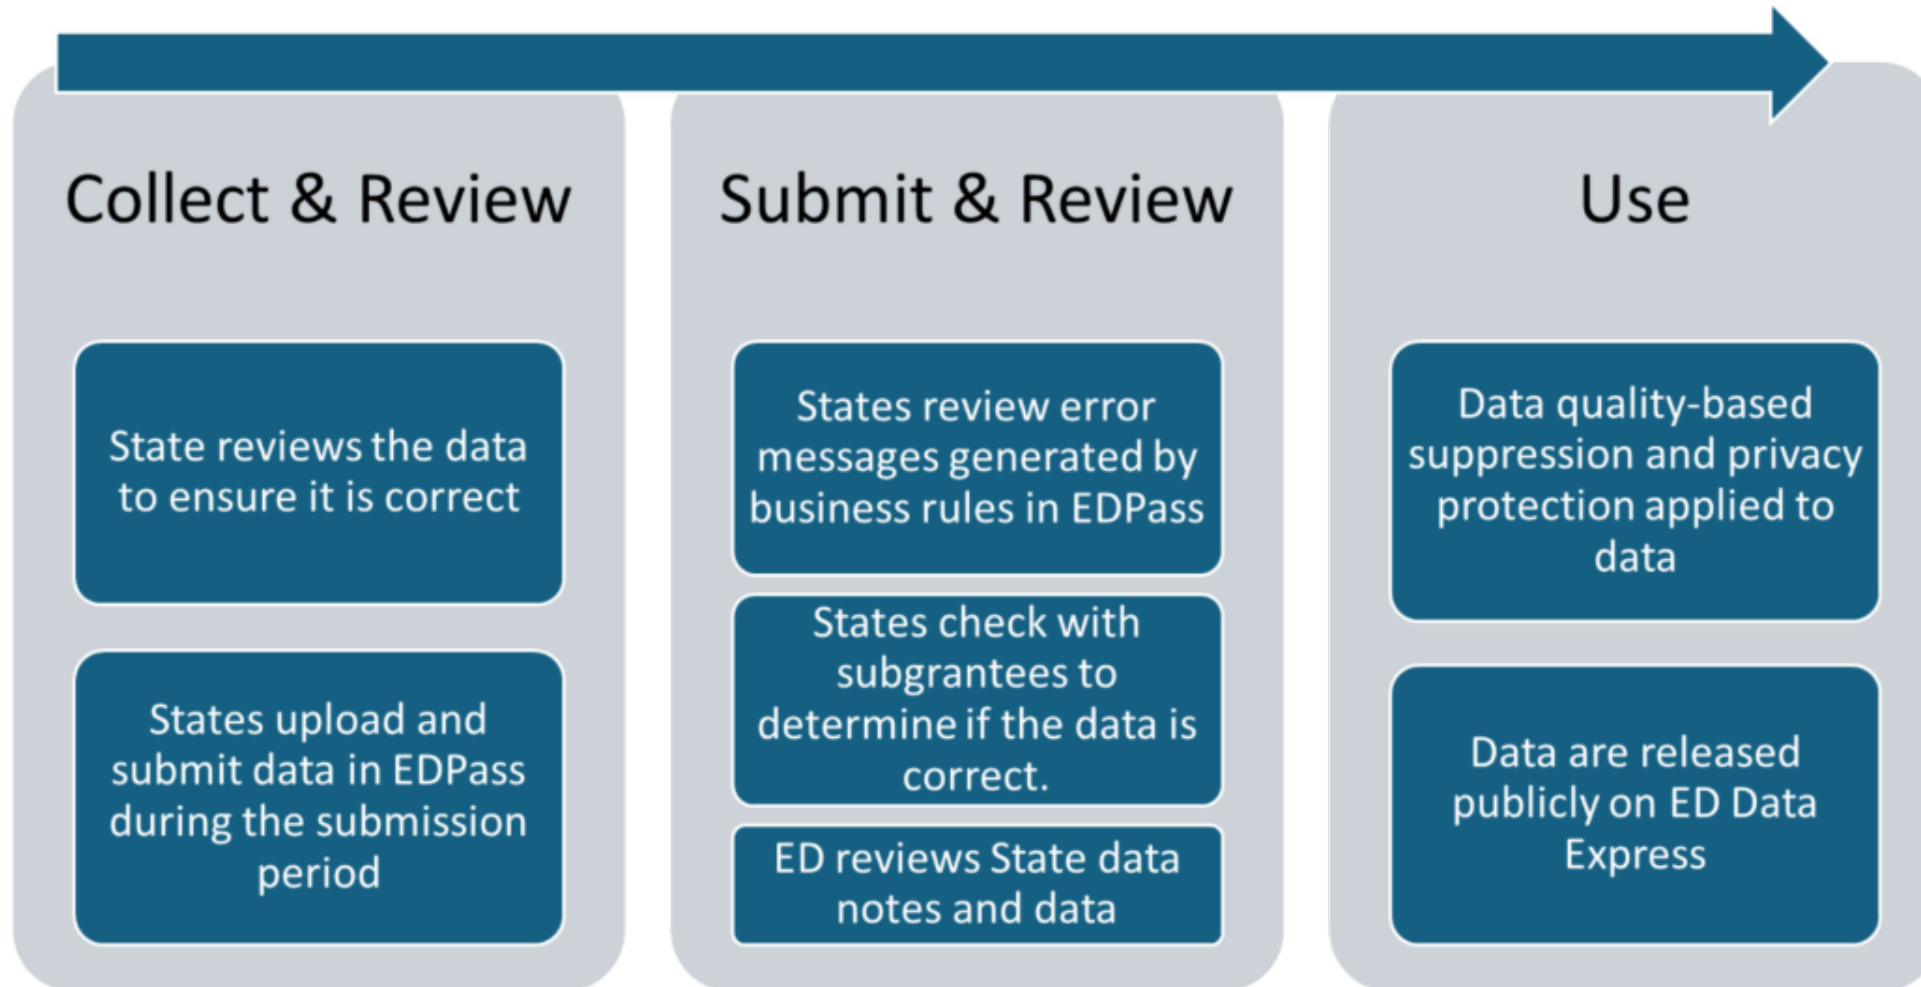 Collect & Review
State reviews the data
to ensure it is correct
States upload and
submit data in EDPass
during the submission
period
Submit & Review
States review error
messages generated by
business rules in EDPass
States check with
subgrantees to
determine if the data is
correct.
ED reviews State data
notes and data
Use
Data quality-based
suppression and privacy
protection applied to
data
Data are released
publicly on ED Data
Express